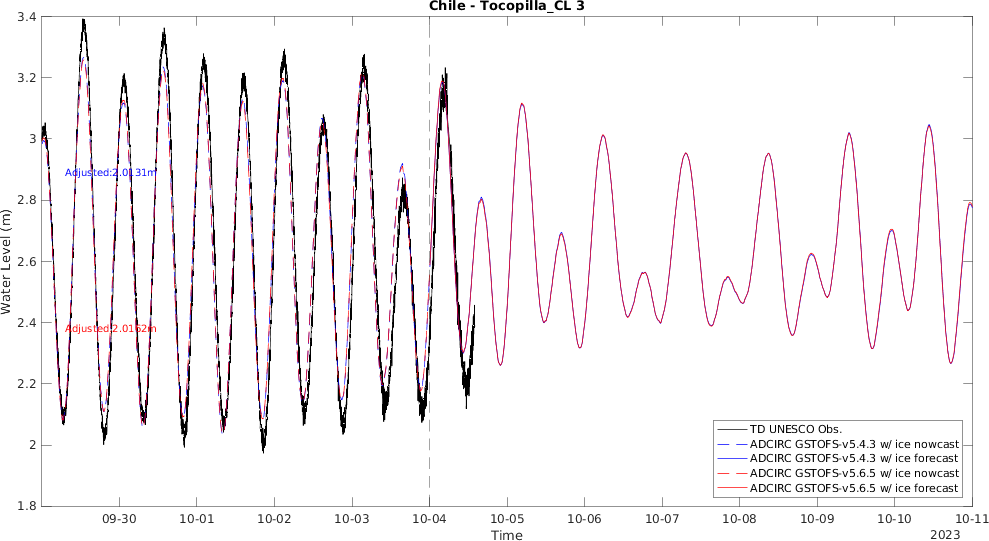 Chile - Tocopilla_CL 3
3.4
3.2
3
2.8
2.6
2.4
2.2
2
1.8
Water Level (m)
Adjusted:2.0131m
Adjusted:2.0162m
TD UNESCO Obs.
ADCIRC GSTOFS-v5.4.3 w/ ice nowcast
ADCIRC GSTOFS-v5.4.3 w/ ice forecast
ADCIRC GSTOFS-v5.6.5 w/ ice nowcast
ADCIRC GSTOFS-v5.6.5 w/ ice forecast
09-30 10-01 10-02 10-03 10-04 10-05 10-06 10-07 10-08 10-09 10-10 10-11
Time
2023